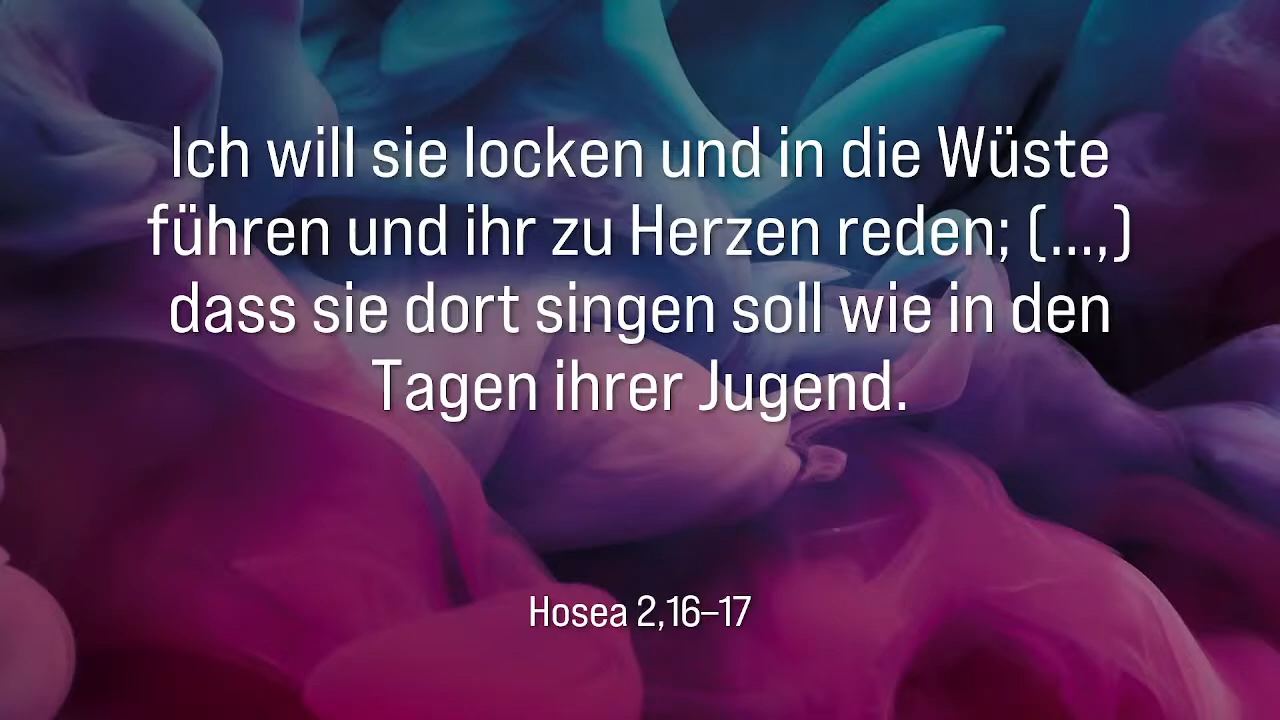 Ich will sie locken und in die Wüste
führen und ihr zu Herzen reden; (...,)
dass sie dort singen soll wie in den
Tagen ihrer Jugend.
Hosea 2,16–17